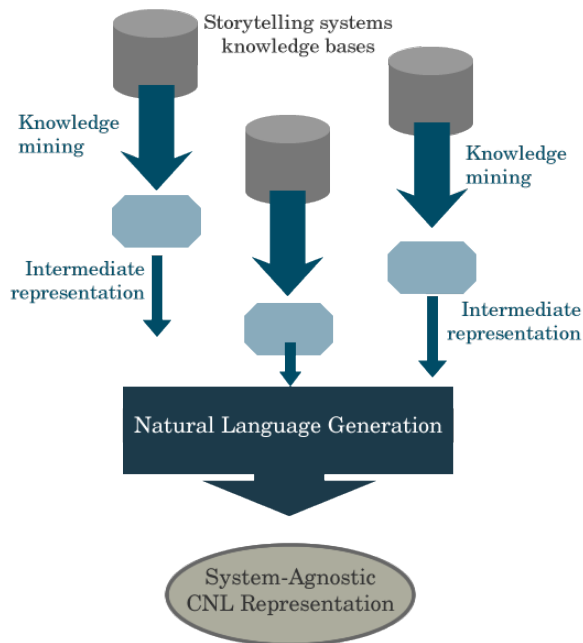 Storytelling systems
knowledge bases
Knowledge
mining
Knowledge
mining
Intermediate
representation
Intermediate
representation
Natural Language Generation
System-Agnostic
CNL Representation